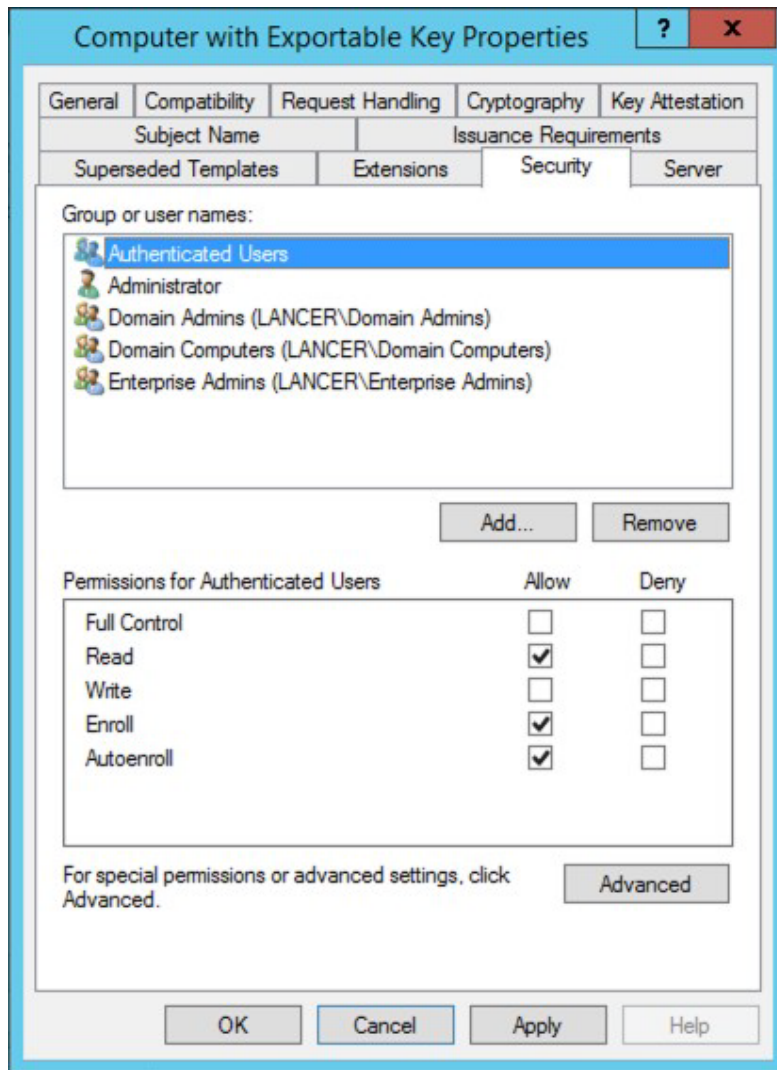 Computer with Exportable Key Properties ? x
General Compatibility Request Handling Cryptography Key Attestation
Subject Name Issuance Requirements
Superseded Templates Extensions Security Server
Group or user names:
Authenticated Users
Administrator
Domain Admins (LANCER\Domain Admins)
Domain Computers (LANCER\Domain Computers)
Enterprise Admins (LANCER\Enterprise Admins)
Add... Remove
Permissions for Authenticated Users Allow Deny
Full Control
Read
Write
Enroll
Autoenroll
For special permissions or advanced settings, click
Advanced.
Advanced
OK Cancel Apply Help